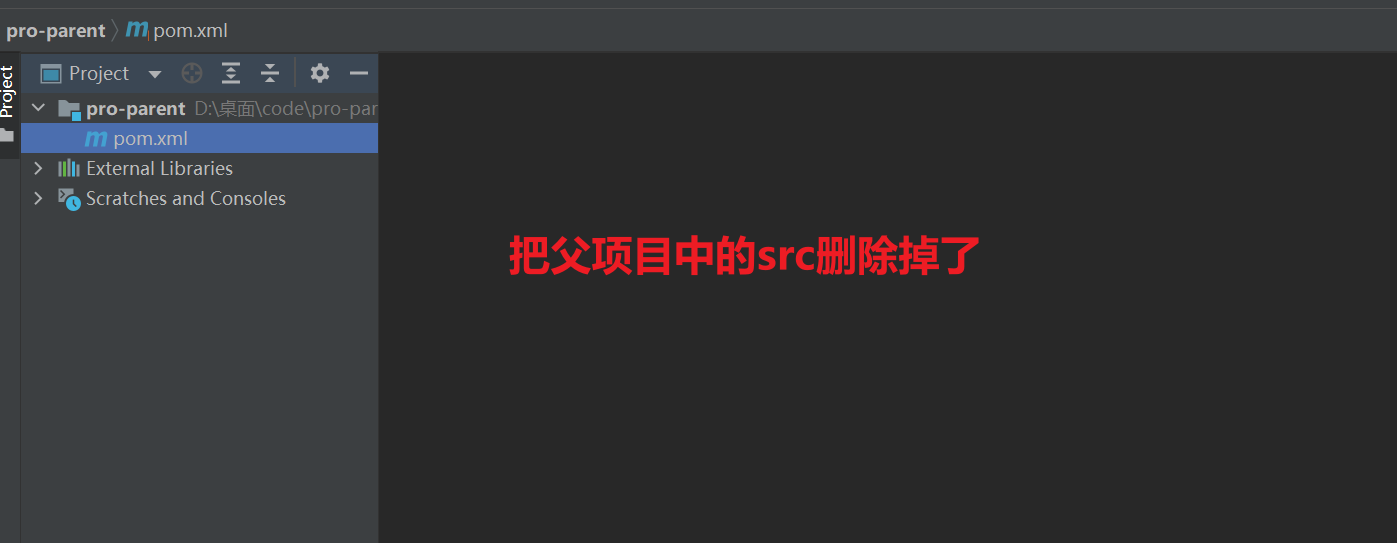 pro-parent 〉 m pom.xml
Project
Project
pro-parent D:\桌面\code\pro-par
m pom.xml
External Libraries
Scratches and Consoles
把父项目中的src删除掉了